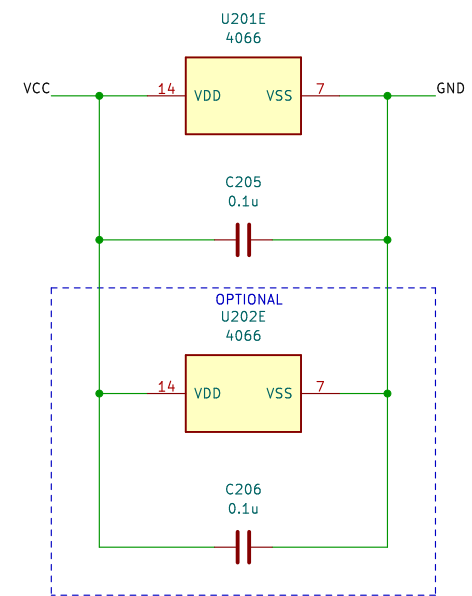 U201E
4066
VCC
14
VDD
VSS
7
GND
C205
0.1u
OPTIONAL
U202E
4066
14
VDD
VSS
7
C206
0.1u